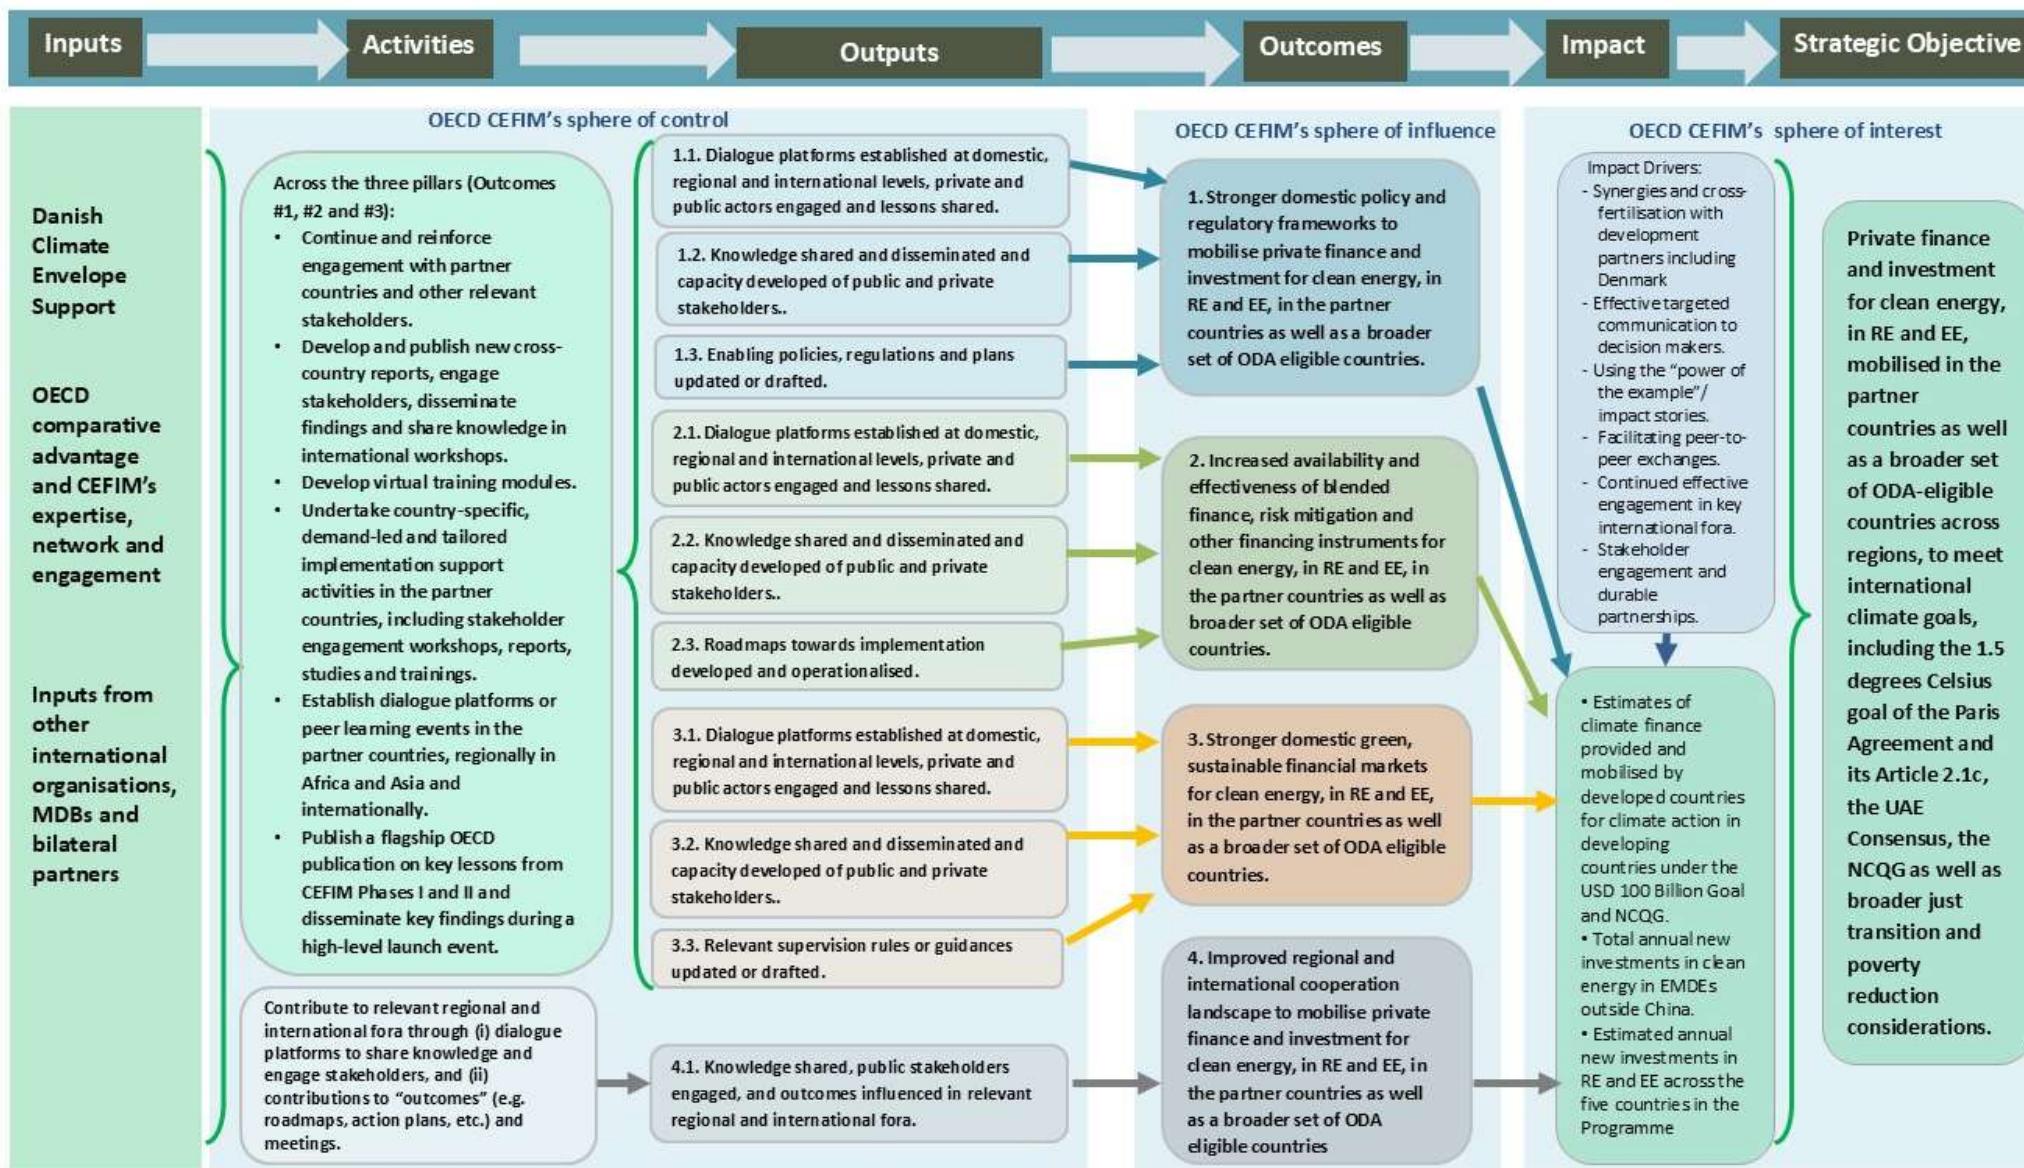 Inputs
Activities
Outputs
Outcomes
Impact
Strategic Objective
Danish
Climate
Envelope
Support
OECD
comparative
advantage
and CEFIM's
expertise,
network and
engagement
Inputs from
other
international
organisations,
MDBs and
bilateral
partners
OECD CEFIM's sphere of control
Across the three pillars (Outcomes
#1, #2 and #3):
• Continue and reinforce
engagement with partner
countries and other relevant
stakeholders.
• Develop and publish new cross-
country reports, engage
stakeholders, disseminate
findings and share knowledge in
international workshops.
• Develop virtual training modules.
• Undertake country-specific,
demand-led and tailored
implementation support
activities in the partner
countries, including stakeholder
engagement workshops, reports,
studies and trainings.
• Establish dialogue platforms or
peer learning events in the
partner countries, regionally in
Africa and Asia and
internationally.
• Publish a flagship OECD
publication on key lessons from
CEFIM Phases I and II and
disseminate key findings during a
high-level launch event.
Contribute to relevant regional and
international fora through (i) dialogue
platforms to share knowledge and
engage stakeholders, and (ii)
contributions to “outcomes” (e.g.
roadmaps, action plans, etc.) and
meetings.
1.1. Dialogue platforms established at domestic,
regional and international levels, private and
public actors engaged and lessons shared.
1.2. Knowledge shared and disseminated and
capacity developed of public and private
stakeholders..
1.3. Enabling policies, regulations and plans
updated or drafted.
2.1. Dialogue platforms established at domestic,
regional and international levels, private and
public actors engaged and lessons shared.
2.2. Knowledge shared and disseminated and
capacity developed of public and private
stakeholders..
2.3. Roadmaps towards implementation
developed and operationalised.
3.1. Dialogue platforms established at domestic,
regional and international levels, private and
public actors engaged and lessons shared.
3.2. Knowledge shared and disseminated and
capacity developed of public and private
stakeholders..
3.3. Relevant supervision rules or guidances
updated or drafted.
4.1. Knowledge shared, public stakeholders
engaged, and outcomes influenced in relevant
regional and international fora.
OECD CEFIM's sphere of influence
1. Stronger domestic policy and
regulatory frameworks to
mobilise private finance and
investment for clean energy, in
RE and EE, in the partner
countries as well as a broader
set of ODA eligible countries.
2. Increased availability and
effectiveness of blended
finance, risk mitigation and
other financing instruments for
clean energy, in RE and EE, in
the partner countries as well as
broader set of ODA eligible
countries.
3. Stronger domestic green,
sustainable financial markets
for clean energy, in RE and EE,
in the partner countries as well
as a broader set of ODA eligible
countries.
4. Improved regional and
international cooperation
landscape to mobilise private
finance and investment for
clean energy, in RE and EE, in
the partner countries as well
as a broader set of ODA
eligible countries
OECD CEFIM's sphere of interest
Impact Drivers:
- Synergies and cross-
fertilisation with
development
partners including
Denmark
- Effective targeted
communication to
decision makers.
- Using the “power of
the example”/
impact stories.
- Facilitating peer-to-
peer exchanges.
- Continued effective
engagement in key
international fora.
- Stakeholder
engagement and
durable
partnerships.
• Estimates of
climate finance
provided and
mobilised by
developed countries
for climate action in
developing
countries under the
USD 100 Billion Goal
and NCQG.
• Total annual new
investments in clean
energy in EMDEs
outside China.
• Estimated annual
new investments in
RE and EE across the
five countries in the
Programme
Private finance
and investment
for clean energy,
in RE and EE,
mobilised in the
partner
countries as well
as a broader set
of ODA-eligible
countries across
regions, to meet
international
climate goals,
including the 1.5
degrees Celsius
goal of the Paris
Agreement and
its Article 2.1c,
the UAE
Consensus, the
NCQG as well as
broader just
transition and
poverty
reduction
considerations.